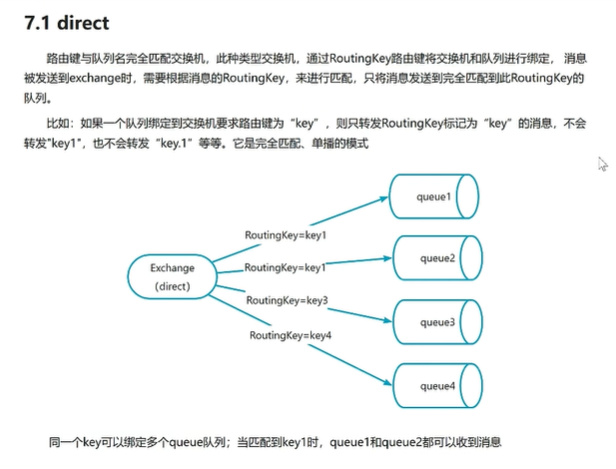 7.1 direct
路由键与队列名完全匹配交换机，此种类型交换机，通过RoutingKey路由键将交换机和队列进行绑定， 消息
被发送到exchange时，需要根据消息的RoutingKey，来进行匹配，只将消息发送到完全匹配到此RoutingKey的
队列。
比如：如果一个队列绑定到交换机要求路由键为“key”，则只转发RoutingKey标记为“key”的消息，不会
转发"key1"，也不会转发“key.1”等等。它是完全匹配、单播的模式
queue1
RoutingKey=key1
queue2
Exchange
(direct)
RoutingKey=key1
RoutingKey=key3
queue3
RoutingKey=key4
queue4
同一个key可以绑定多个queue队列；当匹配到key1时，queue1和queue2都可以收到消息